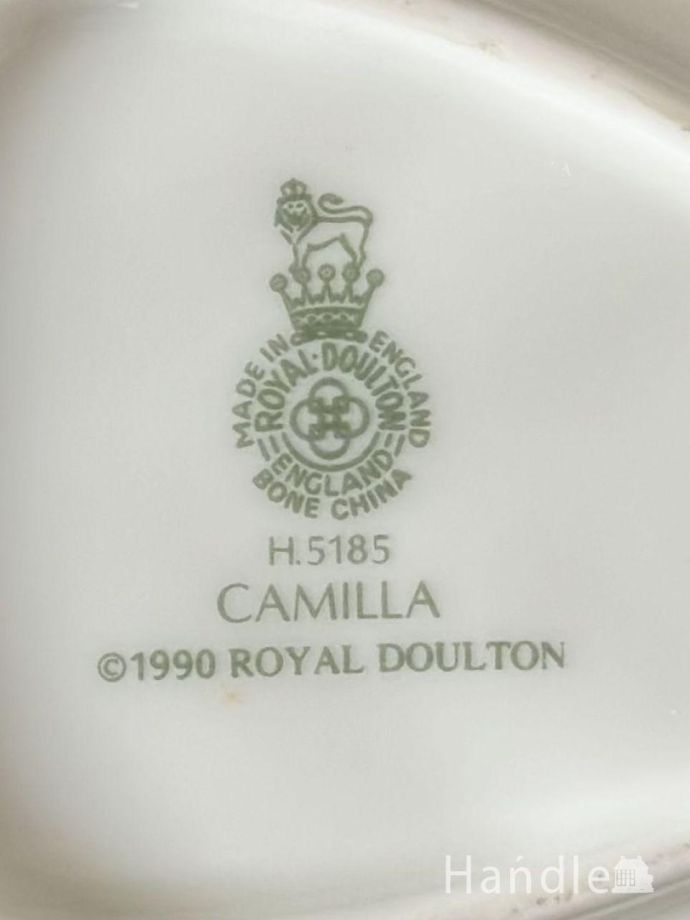 MADE IN ENGLAND
ROYAL·DOULTON
ENGLAND
BONE CHINA
H.5185
CAMILLA
©1990 ROYAL DOULTON
Handle